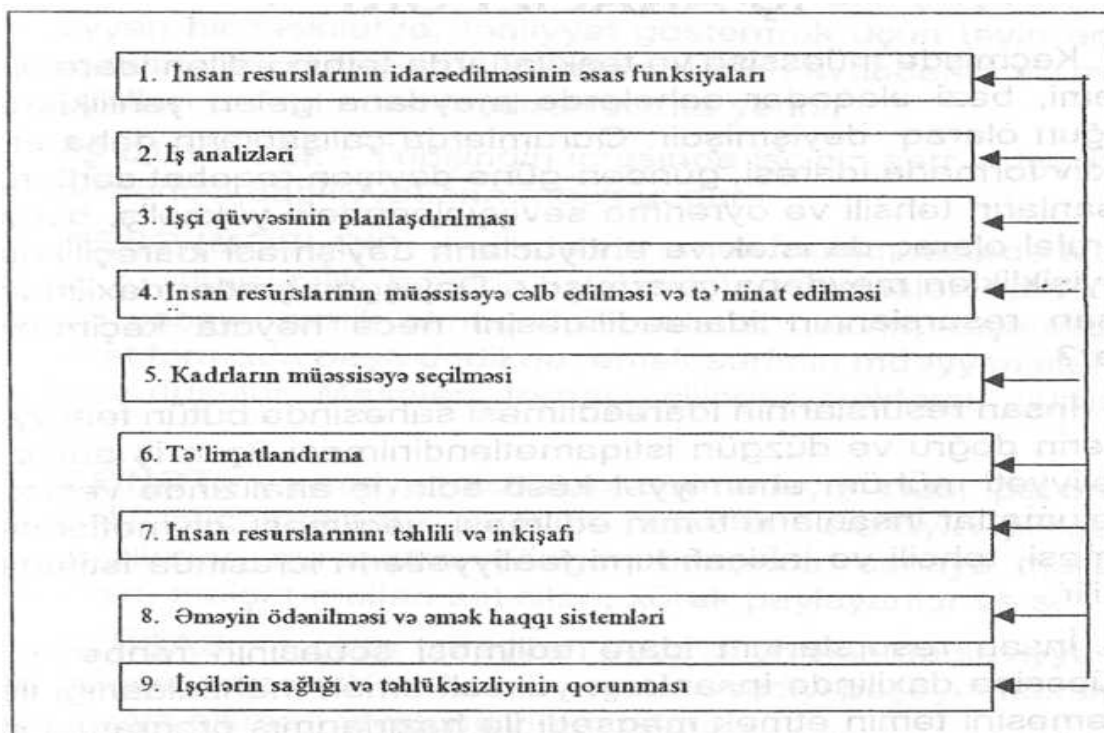 1. İnsan resurslarının idarəedilməsinin əsas funksiyaları
2. İş analizləri
3. İşçi qüvvəsinin planlaşdırılması
4. İnsan resurslarının müəssisəyə cəlb edilməsi və tə’minat edilməsi
5. Kadrların müəssisəyə seçilməsi
6. Tə’limatlandırma
7. İnsan resurslarınını təhlili və inkişafı
8. Əməyin ödənilməsi və əmək haqqı sistemləri
9. İşçilərin sağlığı və təhlükəsizliyinin qorunması